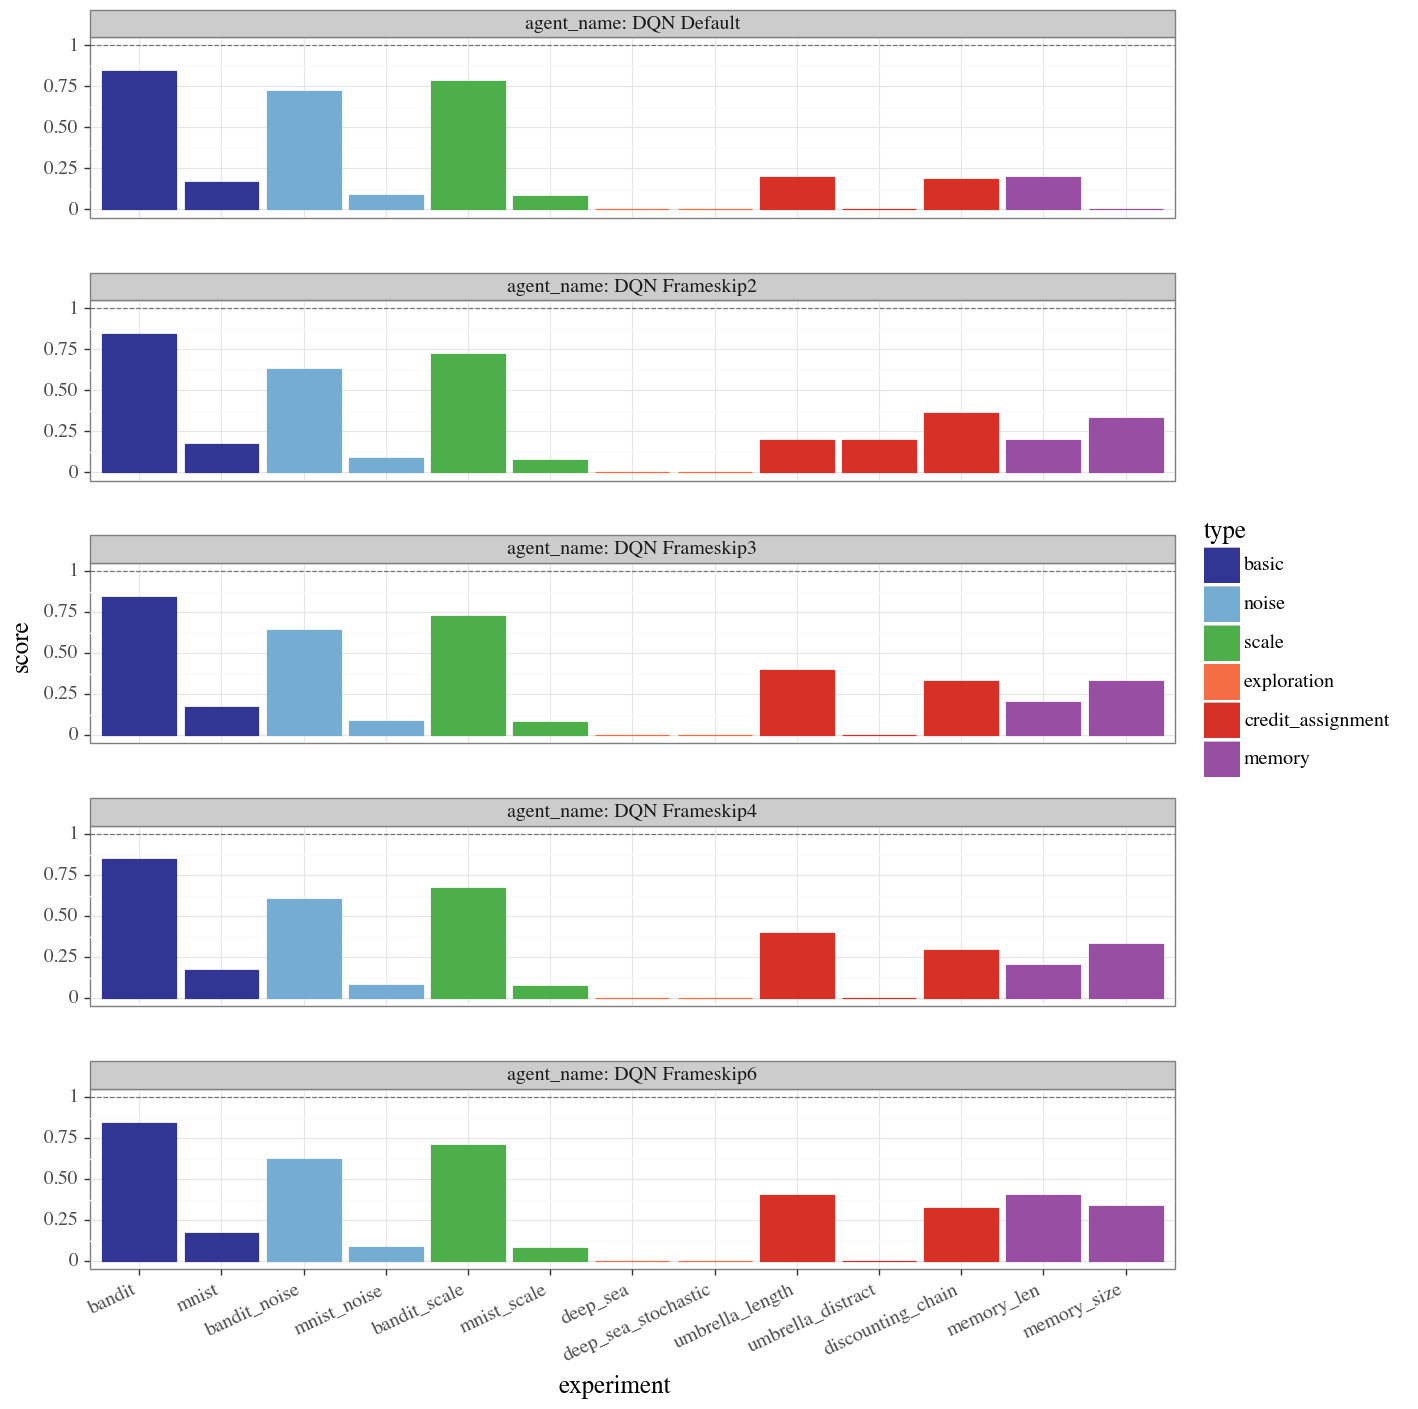 agent_name: DQN Default
1
0.75
0.50
0.25
0
agent_name: DQN Frameskip2
1
0.75
0.50
0.25
0
agent_name: DQN Frameskip3
1
0.75
0.50
0.25
0
agent_name: DQN Frameskip4
1
0.75
0.50
0.25
0
agent_name: DQN Frameskip6
1
0.75
0.50
0.25
0
score
bandit
mnist
bandit_noise
mnist_noise
bandit_scale
mnist_scale
deep_sea
deep_sea_stochastic
umbrella_length
umbrella_distract
discounting_chain
memory_len
memory_size
experiment
type
basic
noise
scale
exploration
credit_assignment
memory